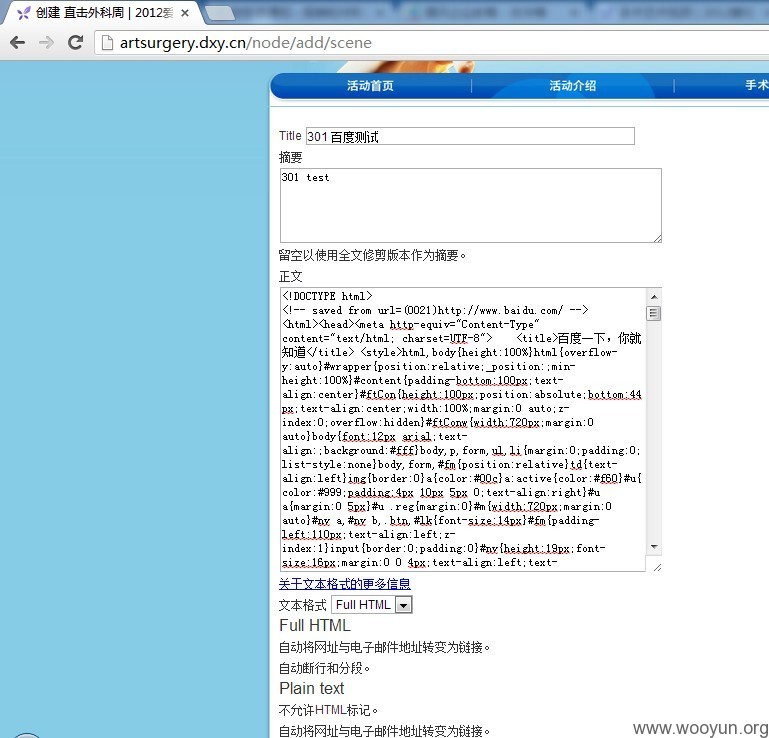 创建 直击外科周 | 2012爱
artsurgery.dxy.cn/node/add/scene
活动首页
活动介绍
手术
Title 301百度测试
摘要
301 test
留空以使用全文修剪版本作为摘要。
正文
<!DOCTYPE html>
<!-- saved from url=(0021)http://www.baidu.com/ -->
<html><head><meta http-equiv="Content-Type"
content="text/html; charset=UTF-8"> <title>百度一下，你就
知道</title> <style>html,body{height:100%}html{overflow-
y:auto}#wrapper{position:relative;_position:;min-
height:100%}#content{padding-bottom:100px;text-
align:center}#ftCon{height:100px;position:absolute;bottom:44
px;text-align:center;width:100%;margin:0 auto;z-
index:0;overflow:hidden}#ftConw{width:720px;margin:0
auto}body{font:12px arial;text-
align:;background:#fff}body,p,form,ul,li{margin:0;padding:0;
list-style:none}body,form,#fm{position:relative}td{text-
align:left}img{border:0}a{color:#00c}a:active{color:#f60}#u{
color:#999;padding:4px 10px 5px 0;text-align:right}#u
a{margin:0 5px}#u .reg{margin:0}#m{width:720px;margin:0
auto}#nv a,#nv b,.btn,#lk{font-size:14px}#fm{padding-
left:110px;text-align:left;z-
index:1}input{border:0;padding:0}#nv{height:19px;font-
size:16px;margin:0 0 4px;text-align:left;text-
关于文本格式的更多信息
文本格式 Full HTML
Full HTML
自动将网址与电子邮件地址转变为链接。
自动断行和分段。
Plain text
不允许HTML标记。
自动将网址与电子邮件地址转变为链接。
www.wooyun.org